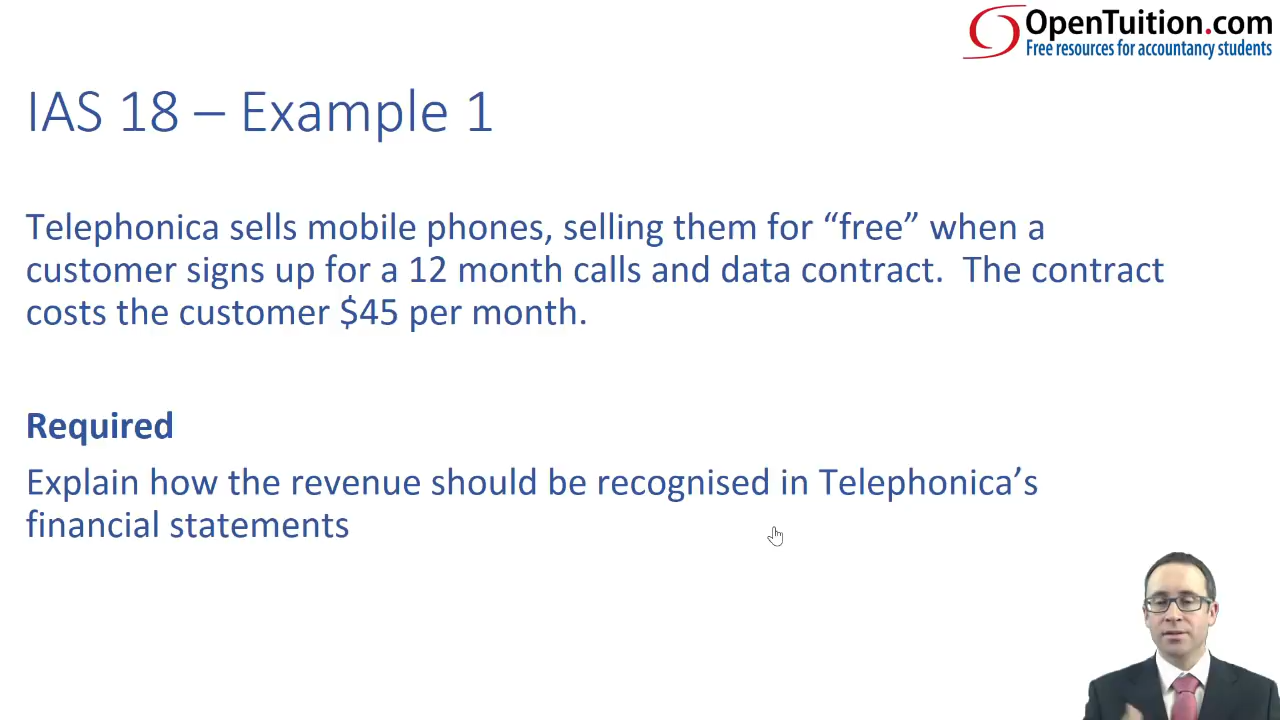 OpenTuition.com
Free resources for accountancy students
IAS 18 – Example 1
Telephonica sells mobile phones, selling them for “free” when a
customer signs up for a 12 month calls and data contract.  The contract
costs the customer $45 per month.
Required
Explain how the revenue should be recognised in Telephonica’s
financial statements